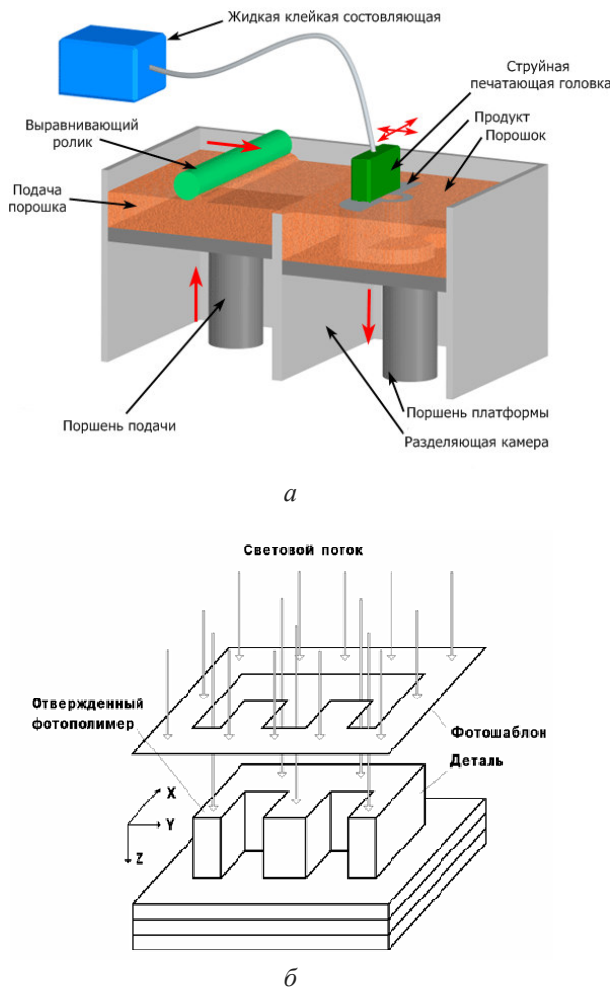 Жидкая клейкая состовляющая
Струйная
печатающая головка
Продукт
Порошок
Выравнивающий
ролик
Подача
порошка
Поршень подачи
Поршень платформы
Разделяющая камера
а
Световой поток
Отвержденный
фотополимер
Фотошаблон
Деталь
X
Y
Z
б